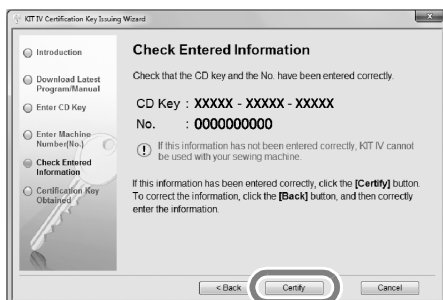 KIT IV Certification Key Issuing Wizard
Introduction
Download Latest
Program/Manual
Enter CD Key
Enter Machine
Number(No.)
Check Entered
Information
Certification Key
Obtained
Check Entered Information
Check that the CD key and the No. have been entered correctly.
CD Key : XXXXX - XXXXX - XXXXX
No. : 0000000000
If this information has not been entered correctly, KIT IV cannot
be used with your sewing machine.
If this information has been entered correctly, click the [Certify] button.
To correct the information, click the [Back] button, and then correctly
enter the information.
< Back
Certify
Cancel